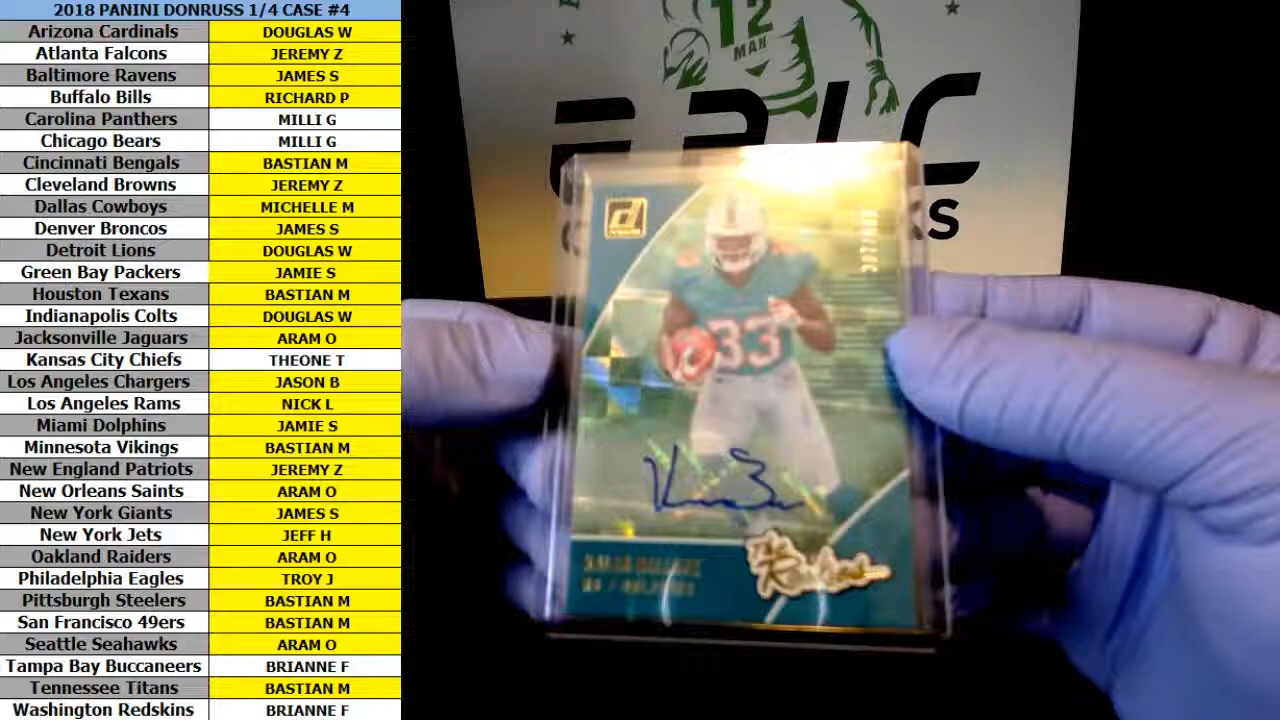 2018 PANINI DONRUSS 1/4 CASE #4
Arizona Cardinals DOUGLAS W
Atlanta Falcons JEREMY Z
Baltimore Ravens JAMES S
Buffalo Bills RICHARD P
Carolina Panthers MILLI G
Chicago Bears MILLI G
Cincinnati Bengals BASTIAN M
Cleveland Browns JEREMY Z
Dallas Cowboys MICHELLE M
Denver Broncos JAMES S
Detroit Lions DOUGLAS W
Green Bay Packers JAMIE S
Houston Texans BASTIAN M
Indianapolis Colts DOUGLAS W
Jacksonville Jaguars ARAM O
Kansas City Chiefs THEONE T
Los Angeles Chargers JASON B
Los Angeles Rams NICK L
Miami Dolphins JAMIE S
Minnesota Vikings BASTIAN M
New England Patriots JEREMY Z
New Orleans Saints ARAM O
New York Giants JAMES S
New York Jets JEFF H
Oakland Raiders ARAM O
Philadelphia Eagles TROY J
Pittsburgh Steelers BASTIAN M
San Francisco 49ers BASTIAN M
Seattle Seahawks ARAM O
Tampa Bay Buccaneers BRIANNE F
Tennessee Titans BASTIAN M
Washington Redskins BRIANNE F
12
MAN
EPIC
33
The Rookies